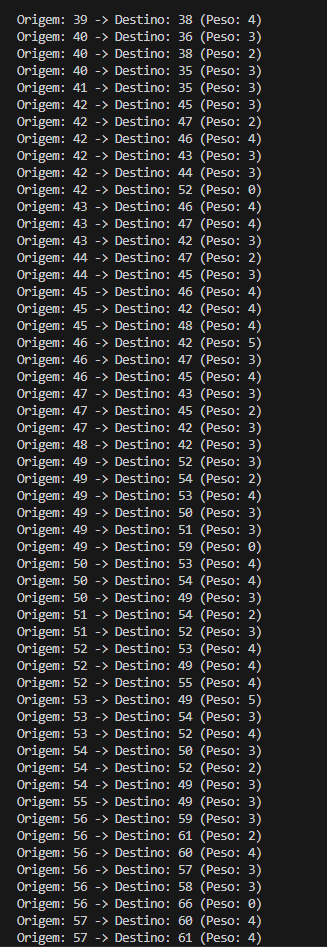 Origem: 39 -> Destino: 38 (Peso: 4)
Origem: 40 -> Destino: 36 (Peso: 3)
Origem: 40 -> Destino: 38 (Peso: 2)
Origem: 40 -> Destino: 35 (Peso: 3)
Origem: 41 -> Destino: 35 (Peso: 3)
Origem: 42 -> Destino: 45 (Peso: 3)
Origem: 42 -> Destino: 47 (Peso: 2)
Origem: 42 -> Destino: 46 (Peso: 4)
Origem: 42 -> Destino: 43 (Peso: 3)
Origem: 42 -> Destino: 44 (Peso: 3)
Origem: 42 -> Destino: 52 (Peso: 0)
Origem: 43 -> Destino: 46 (Peso: 4)
Origem: 43 -> Destino: 47 (Peso: 4)
Origem: 43 -> Destino: 42 (Peso: 3)
Origem: 44 -> Destino: 47 (Peso: 2)
Origem: 44 -> Destino: 45 (Peso: 3)
Origem: 45 -> Destino: 46 (Peso: 4)
Origem: 45 -> Destino: 42 (Peso: 4)
Origem: 45 -> Destino: 48 (Peso: 4)
Origem: 46 -> Destino: 42 (Peso: 5)
Origem: 46 -> Destino: 47 (Peso: 3)
Origem: 46 -> Destino: 45 (Peso: 4)
Origem: 47 -> Destino: 43 (Peso: 3)
Origem: 47 -> Destino: 45 (Peso: 2)
Origem: 47 -> Destino: 42 (Peso: 3)
Origem: 48 -> Destino: 42 (Peso: 3)
Origem: 49 -> Destino: 52 (Peso: 3)
Origem: 49 -> Destino: 54 (Peso: 2)
Origem: 49 -> Destino: 53 (Peso: 4)
Origem: 49 -> Destino: 50 (Peso: 3)
Origem: 49 -> Destino: 51 (Peso: 3)
Origem: 49 -> Destino: 59 (Peso: 0)
Origem: 50 -> Destino: 53 (Peso: 4)
Origem: 50 -> Destino: 54 (Peso: 4)
Origem: 50 -> Destino: 49 (Peso: 3)
Origem: 51 -> Destino: 54 (Peso: 2)
Origem: 51 -> Destino: 52 (Peso: 3)
Origem: 52 -> Destino: 53 (Peso: 4)
Origem: 52 -> Destino: 49 (Peso: 4)
Origem: 52 -> Destino: 55 (Peso: 4)
Origem: 53 -> Destino: 49 (Peso: 5)
Origem: 53 -> Destino: 54 (Peso: 3)
Origem: 53 -> Destino: 52 (Peso: 4)
Origem: 54 -> Destino: 50 (Peso: 3)
Origem: 54 -> Destino: 52 (Peso: 2)
Origem: 54 -> Destino: 49 (Peso: 3)
Origem: 55 -> Destino: 49 (Peso: 3)
Origem: 56 -> Destino: 59 (Peso: 3)
Origem: 56 -> Destino: 61 (Peso: 2)
Origem: 56 -> Destino: 60 (Peso: 4)
Origem: 56 -> Destino: 57 (Peso: 3)
Origem: 56 -> Destino: 58 (Peso: 3)
Origem: 56 -> Destino: 66 (Peso: 0)
Origem: 57 -> Destino: 60 (Peso: 4)
Origem: 57 -> Destino: 61 (Peso: 4)